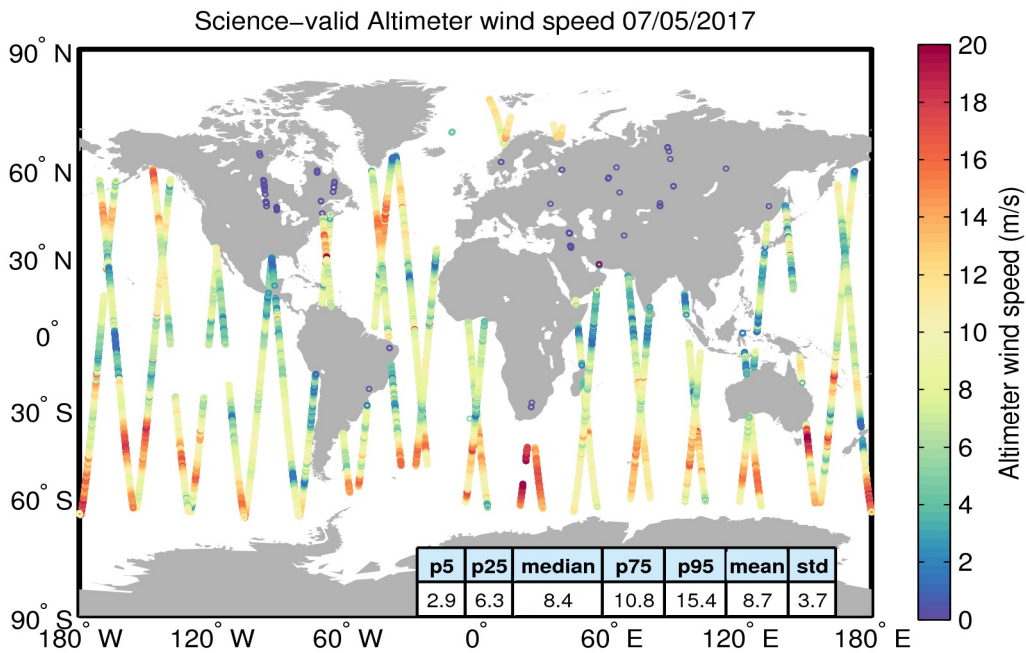 Science−valid Altimeter wind speed 07/05/2017
90° N
60° N
30° N
0°
30° S
60° S
90° S
180° W
120° W
60° W
0°
60° E
120° E
180° E
p5 p25 median p75 p95 mean std
2.9 6.3 8.4 10.8 15.4 8.7 3.7
20
18
16
14
12
10
8
6
4
2
0
Altimeter wind speed (m/s)